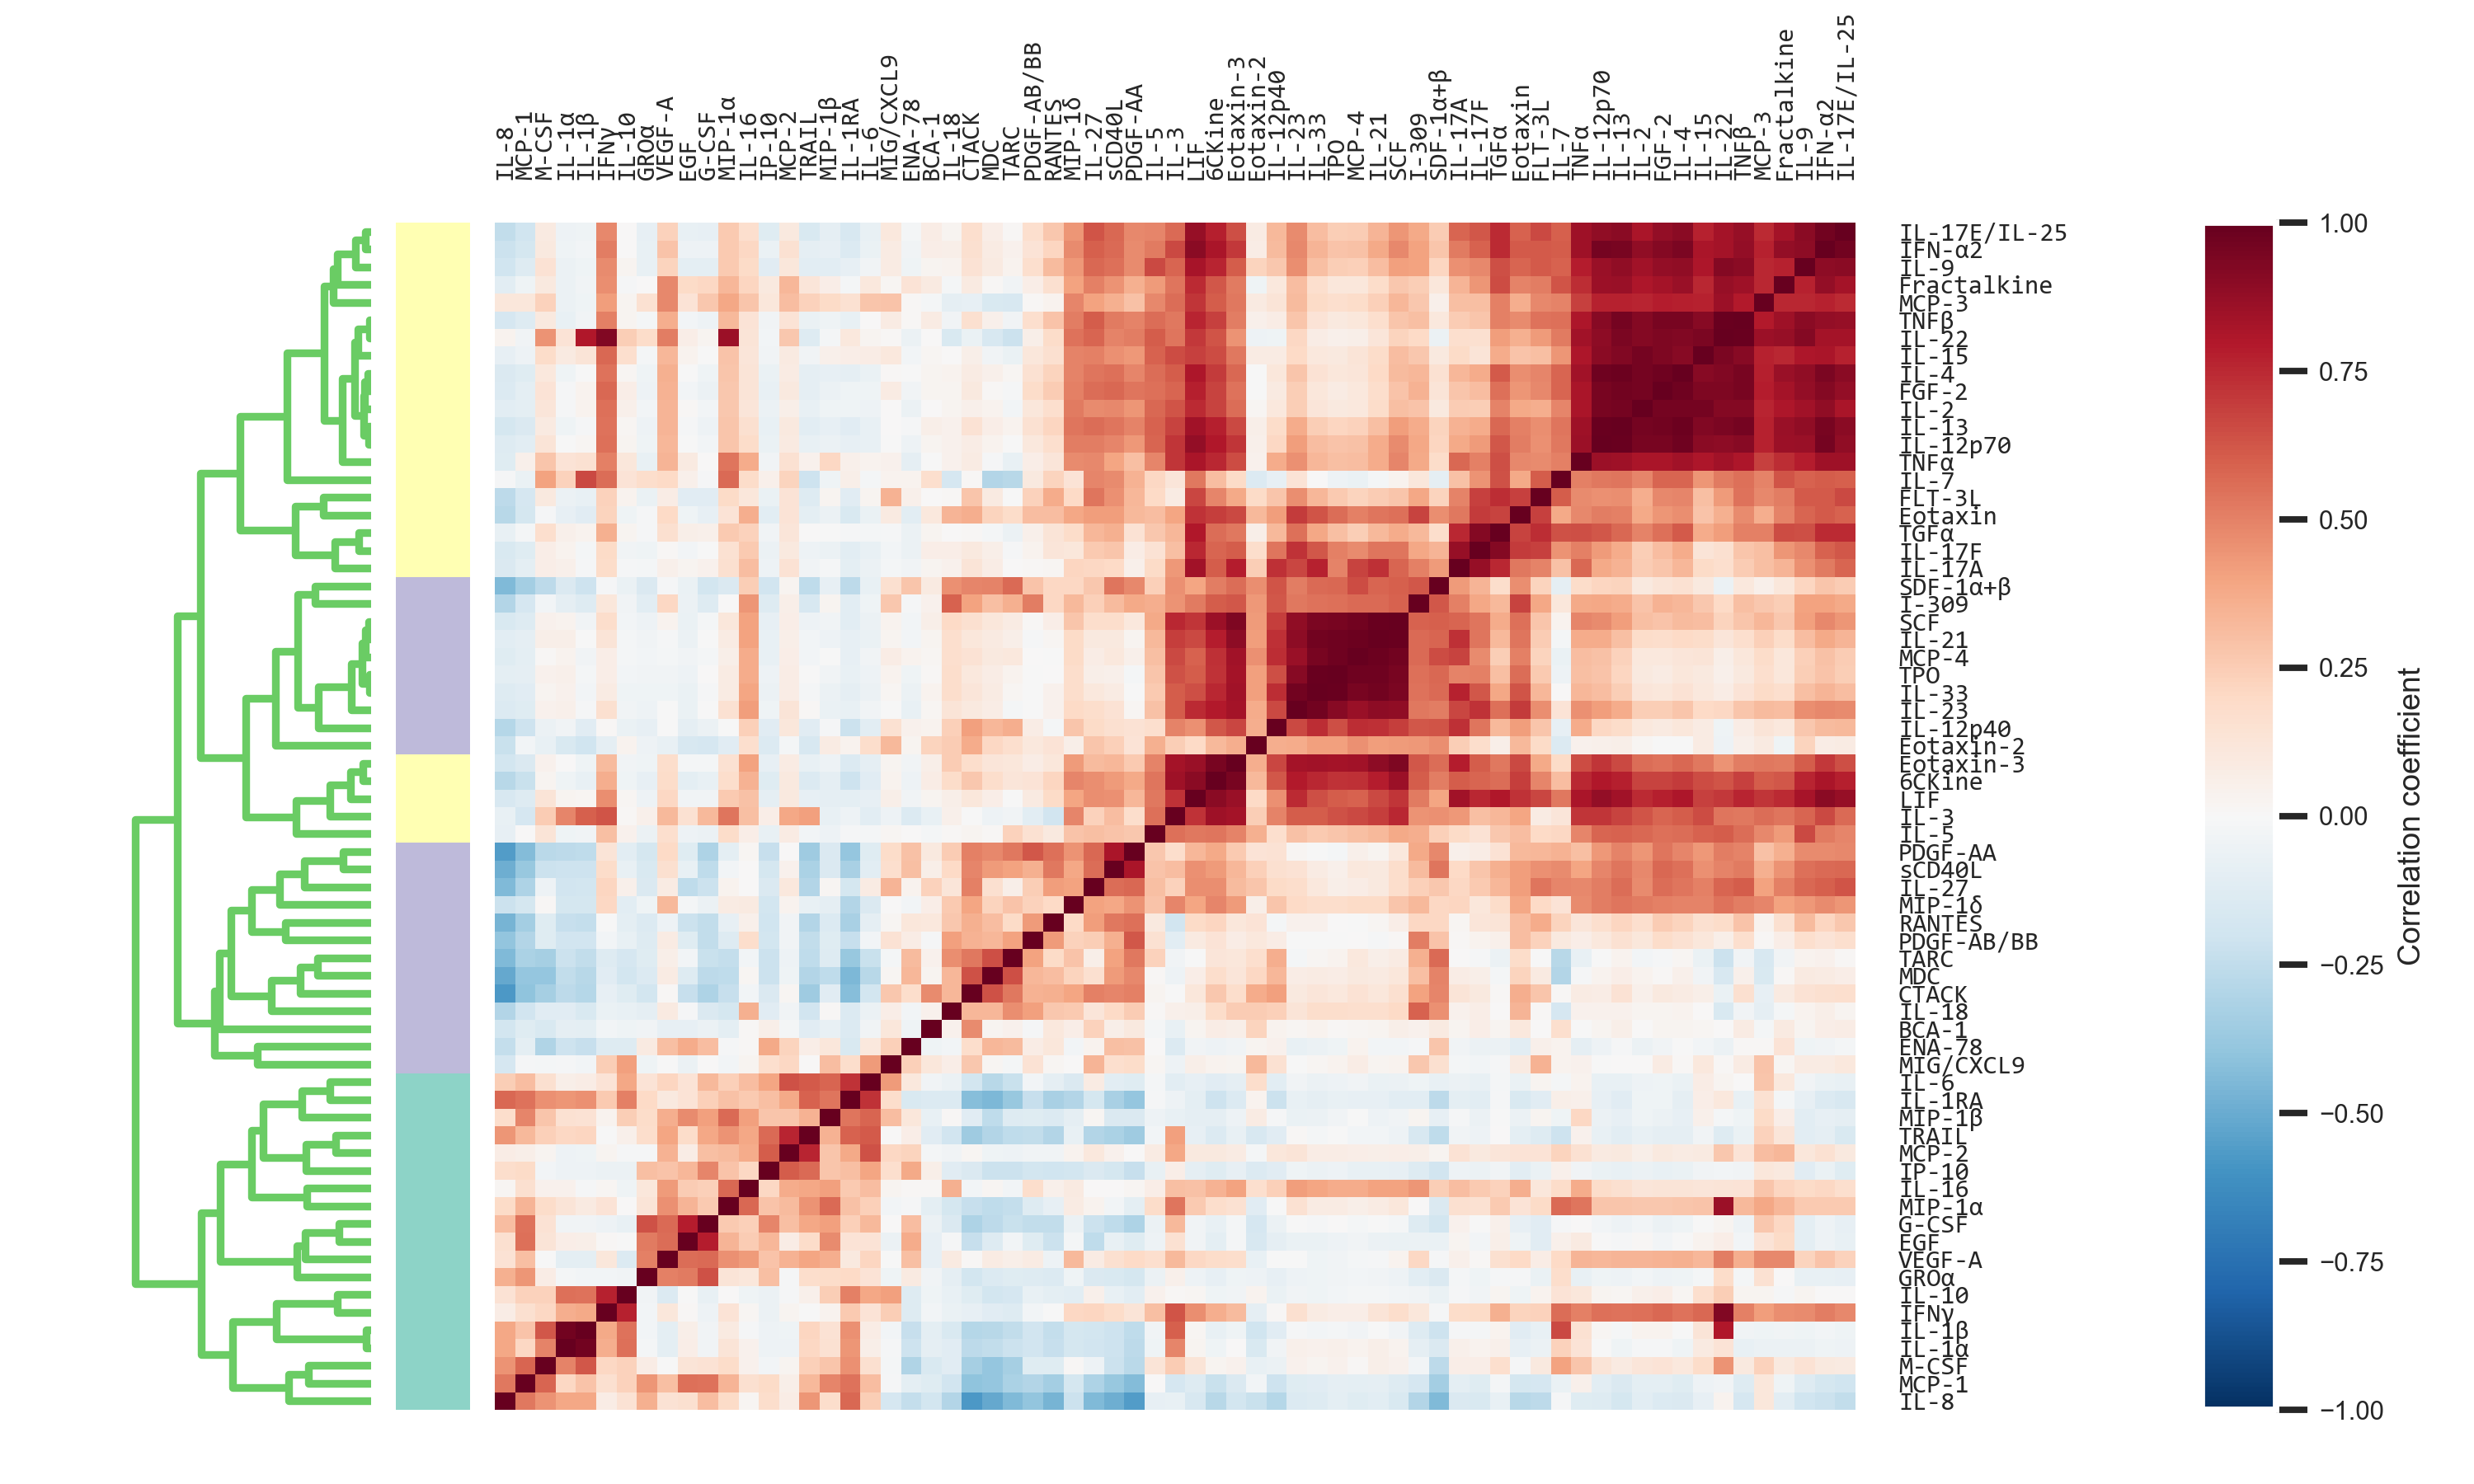 IL-8
MCP-1
M-CSF
IL-1α
IL-1β
IFNγ
IL-10
GROα
VEGF-A
EGF
G-CSF
MIP-1α
IL-16
IP-10
MCP-2
TRAIL
MIP-1β
IL-1RA
IL-6
MIG/CXCL9
ENA-78
BCA-1
IL-18
CTACK
MDC
TARC
PDGF-AB/BB
RANTES
MIP-1δ
IL-27
sCD40L
PDGF-AA
IL-5
IL-3
LIF
6CKine
Eotaxin-3
Eotaxin-2
IL-12p40
IL-23
IL-33
TPO
MCP-4
IL-21
SCF
I-309
SDF-1α+β
IL-17A
IL-17F
TGFα
Eotaxin
FLT-3L
IL-7
TNFα
IL-12p70
IL-13
IL-2
FGF-2
IL-4
IL-15
IL-22
TNFβ
MCP-3
Fractalkine
IL-9
IFN-α2
IL-17E/IL-25
IL-17E/IL-25
IFN-α2
IL-9
Fractalkine
MCP-3
TNFβ
IL-22
IL-15
IL-4
FGF-2
IL-2
IL-13
IL-12p70
TNFα
IL-7
FLT-3L
Eotaxin
TGFα
IL-17F
IL-17A
SDF-1α+β
I-309
SCF
IL-21
MCP-4
TPO
IL-33
IL-23
IL-12p40
Eotaxin-2
Eotaxin-3
6CKine
LIF
IL-3
IL-5
PDGF-AA
sCD40L
IL-27
MIP-1δ
RANTES
PDGF-AB/BB
TARC
MDC
CTACK
IL-18
BCA-1
ENA-78
MIG/CXCL9
IL-6
IL-1RA
MIP-1β
TRAIL
MCP-2
IP-10
IL-16
MIP-1α
G-CSF
EGF
VEGF-A
GROα
IL-10
IFNγ
IL-1β
IL-1α
M-CSF
MCP-1
IL-8
1.00
0.75
0.50
0.25
0.00
−0.25
−0.50
−0.75
−1.00
Correlation coefficient